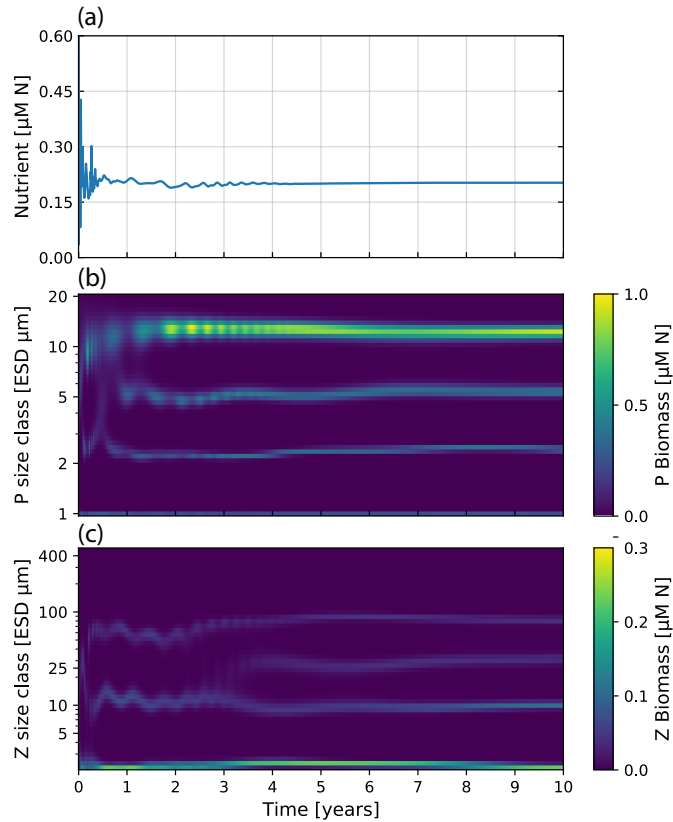 (a)
0.60
0.45
0.30
0.15
0.00
Nutrient [µM N]
(b)
20
10
5
2
1
P size class [ESD µm]
1.0
0.5
0.0
P Biomass [µM N]
(c)
400
100
25
10
5
Z size class [ESD µm]
0.3
0.2
0.1
0.0
Z Biomass [µM N]
0 1 2 3 4 5 6 7 8 9 10
Time [years]